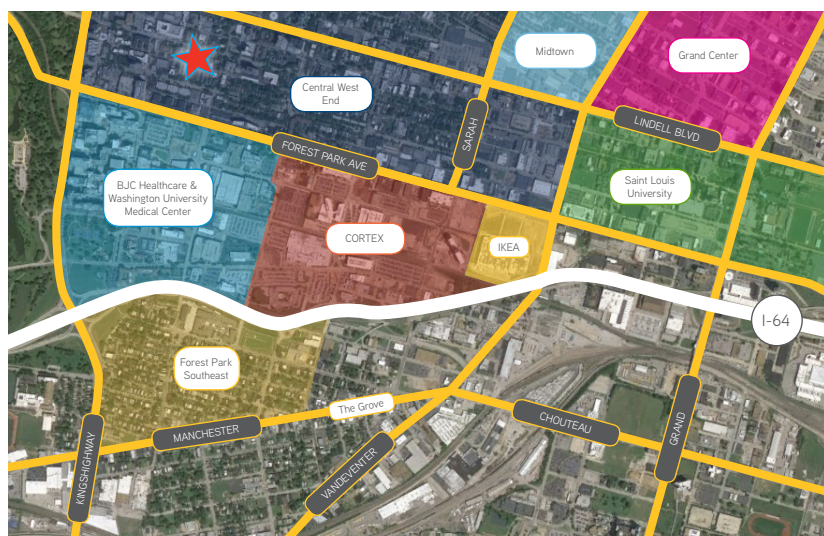 Midtown
Grand Center
Central West
End
LINDELL BLVD
SARAH
FOREST PARK AVE
BJC Healthcare &
Washington University
Medical Center
Saint Louis
University
CORTEX
IKEA
I-64
Forest Park
Southeast
The Grove
MANCHESTER
CHOUTEAU
GRAND
KINGSHIGHWAY
VANDEVENTER